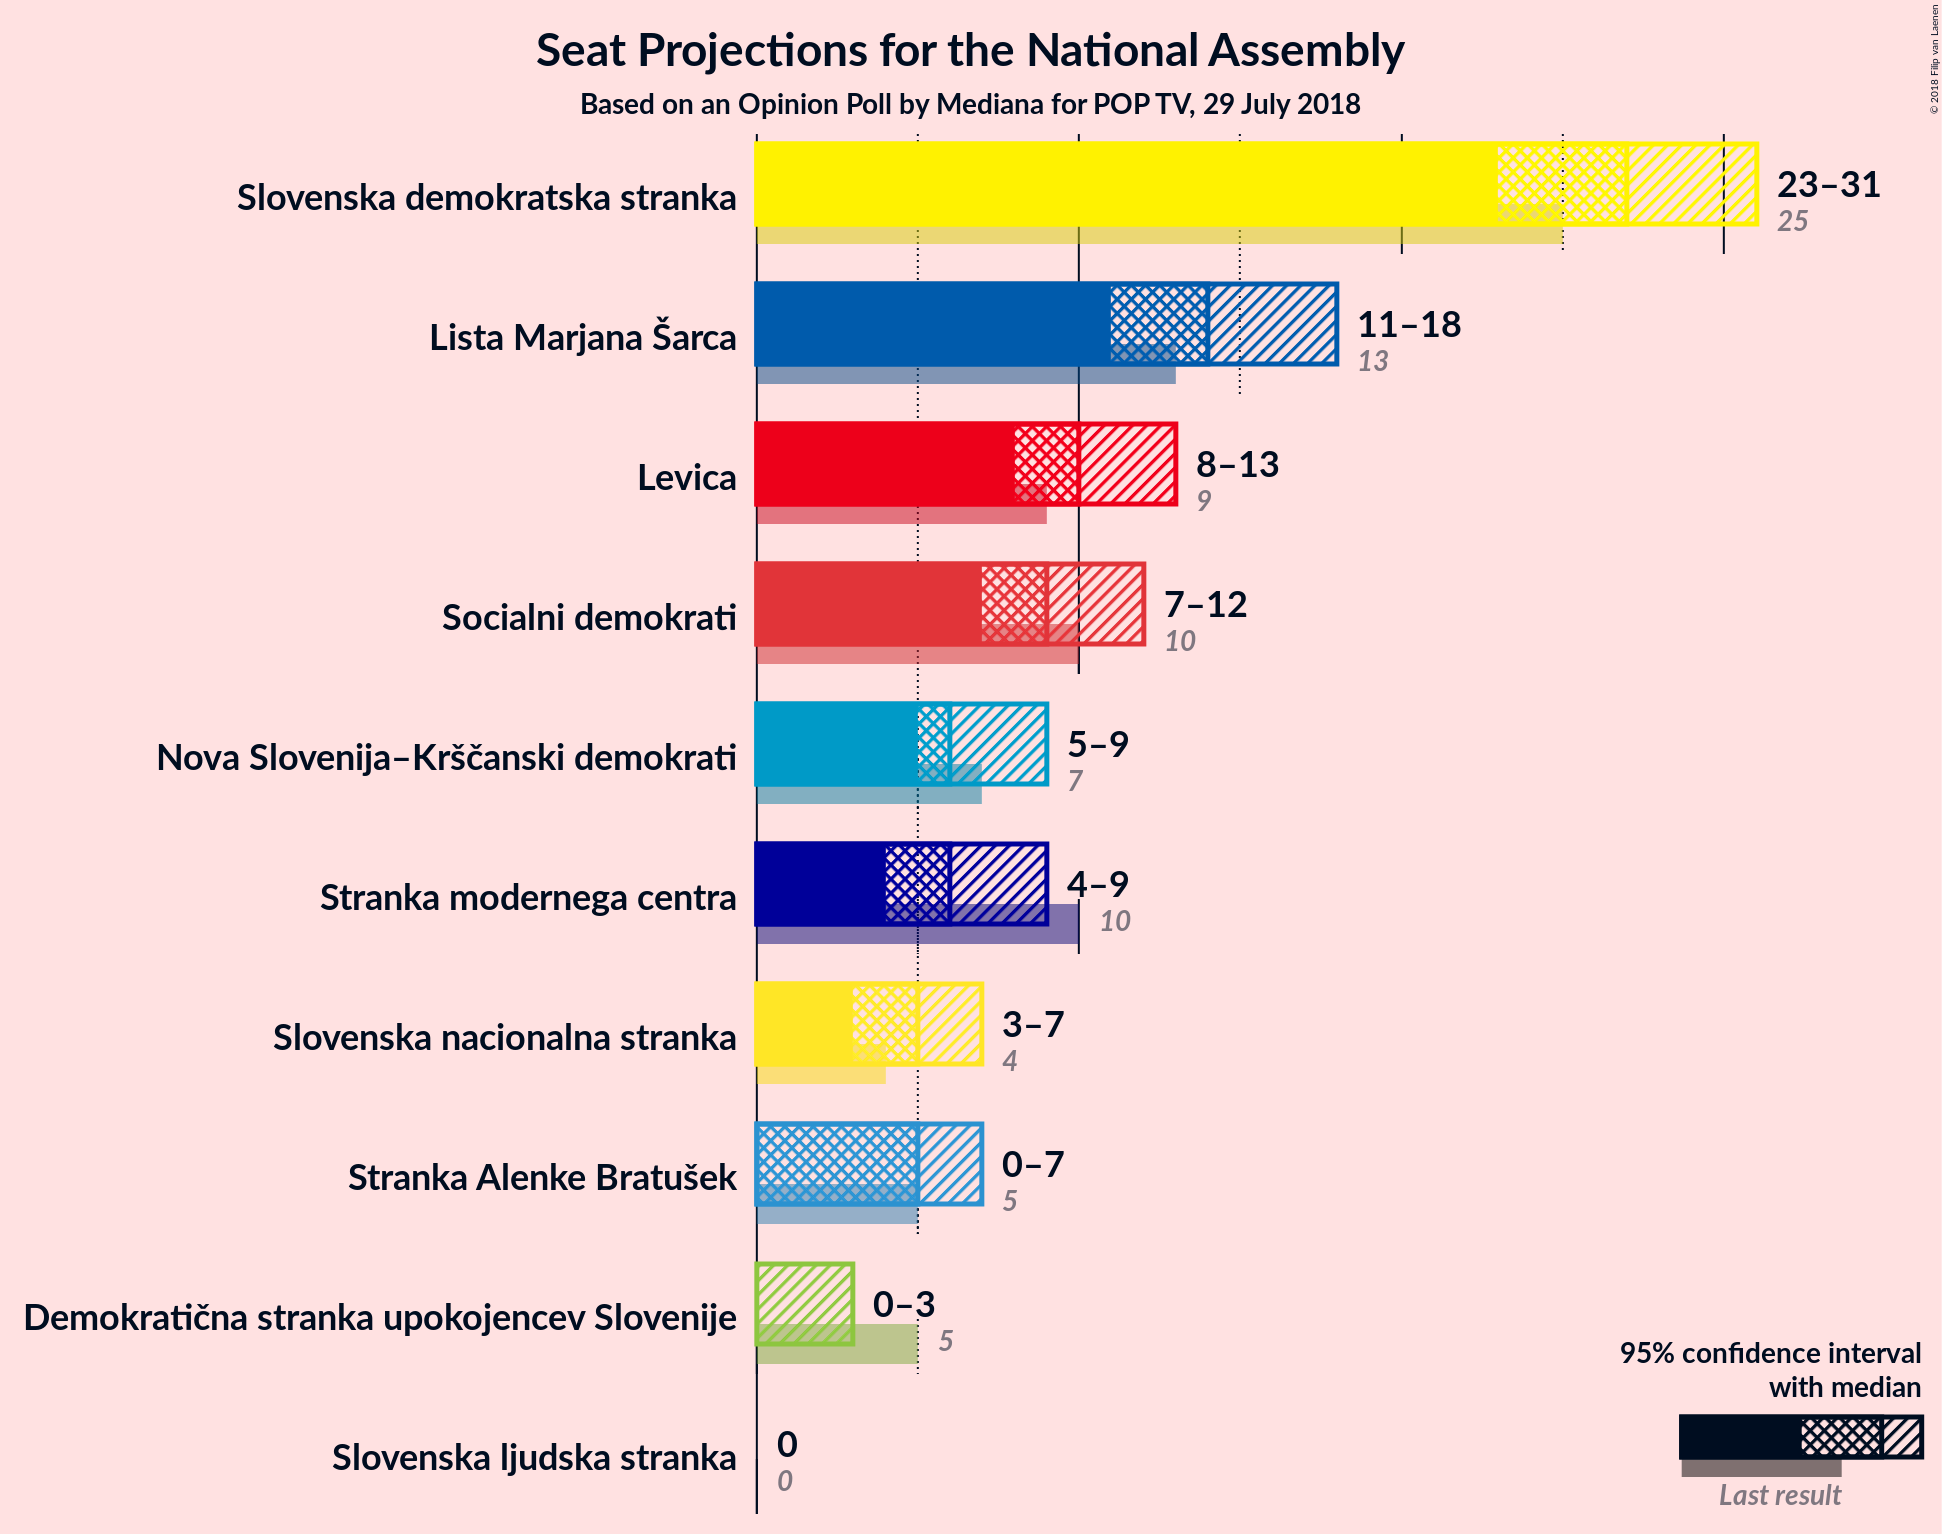 Seat Projections for the National Assembly
Based on an Opinion Poll by Mediana for POP TV, 29 July 2018
© 2018 Filip van Laenen
Slovenska demokratska stranka
23–31
25
Lista Marjana Šarca
11–18
13
Levica
8–13
9
Socialni demokrati
7–12
10
Nova Slovenija–Krščanski demokrati
5–9
7
Stranka modernega centra
4–9
10
Slovenska nacionalna stranka
3–7
4
Stranka Alenke Bratušek
0–7
5
Demokratična stranka upokojencev Slovenije
0–3
5
Slovenska ljudska stranka
0
0
95% confidence interval
with median
Last result